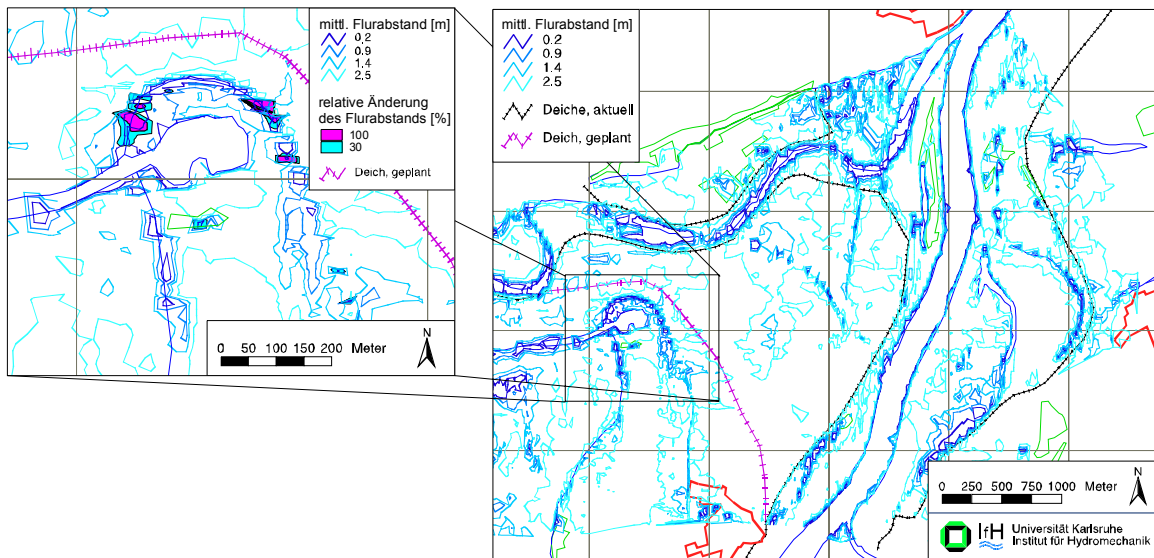 mittl. Flurabstand [m]
0.2
0.9
1.4
2.5
relative Änderung
des Flurabstands [%]
100
30
Deich, geplant
N
0 50 100 150 200 Meter
mittl. Flurabstand [m]
0.2
0.9
1.4
2.5
Deiche, aktuell
Deich, geplant
N
0 250 500 750 1000 Meter
IfH
Universität Karlsruhe
Institut für Hydromechanik